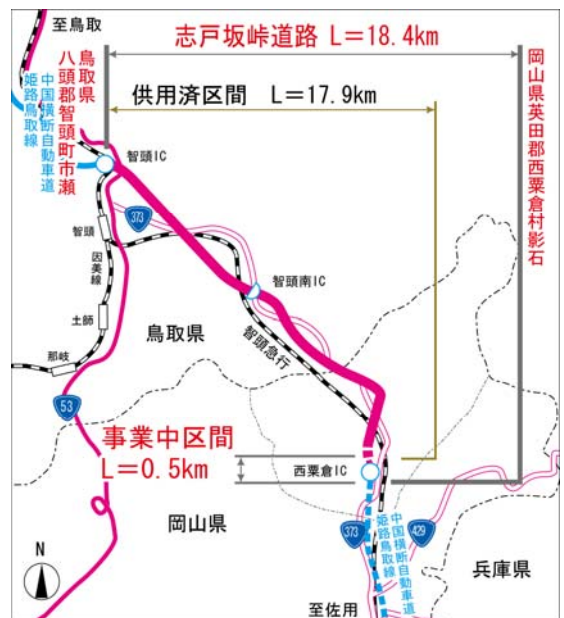 至鳥取
志戸坂峠道路 L=18.4km
供用済区間 L=17.9km
鳥取県
八頭郡智頭町市瀬
中国横断自動車道
姫路鳥取線
岡山県英田郡西粟倉村影石
智頭IC
373
智頭
因美線
智頭南IC
土師
鳥取県
智頭急行
那岐
53
事業中区間
L=0.5km
西粟倉IC
岡山県
373
中国横断自動車道
姫路鳥取線
429
兵庫県
N
至佐用